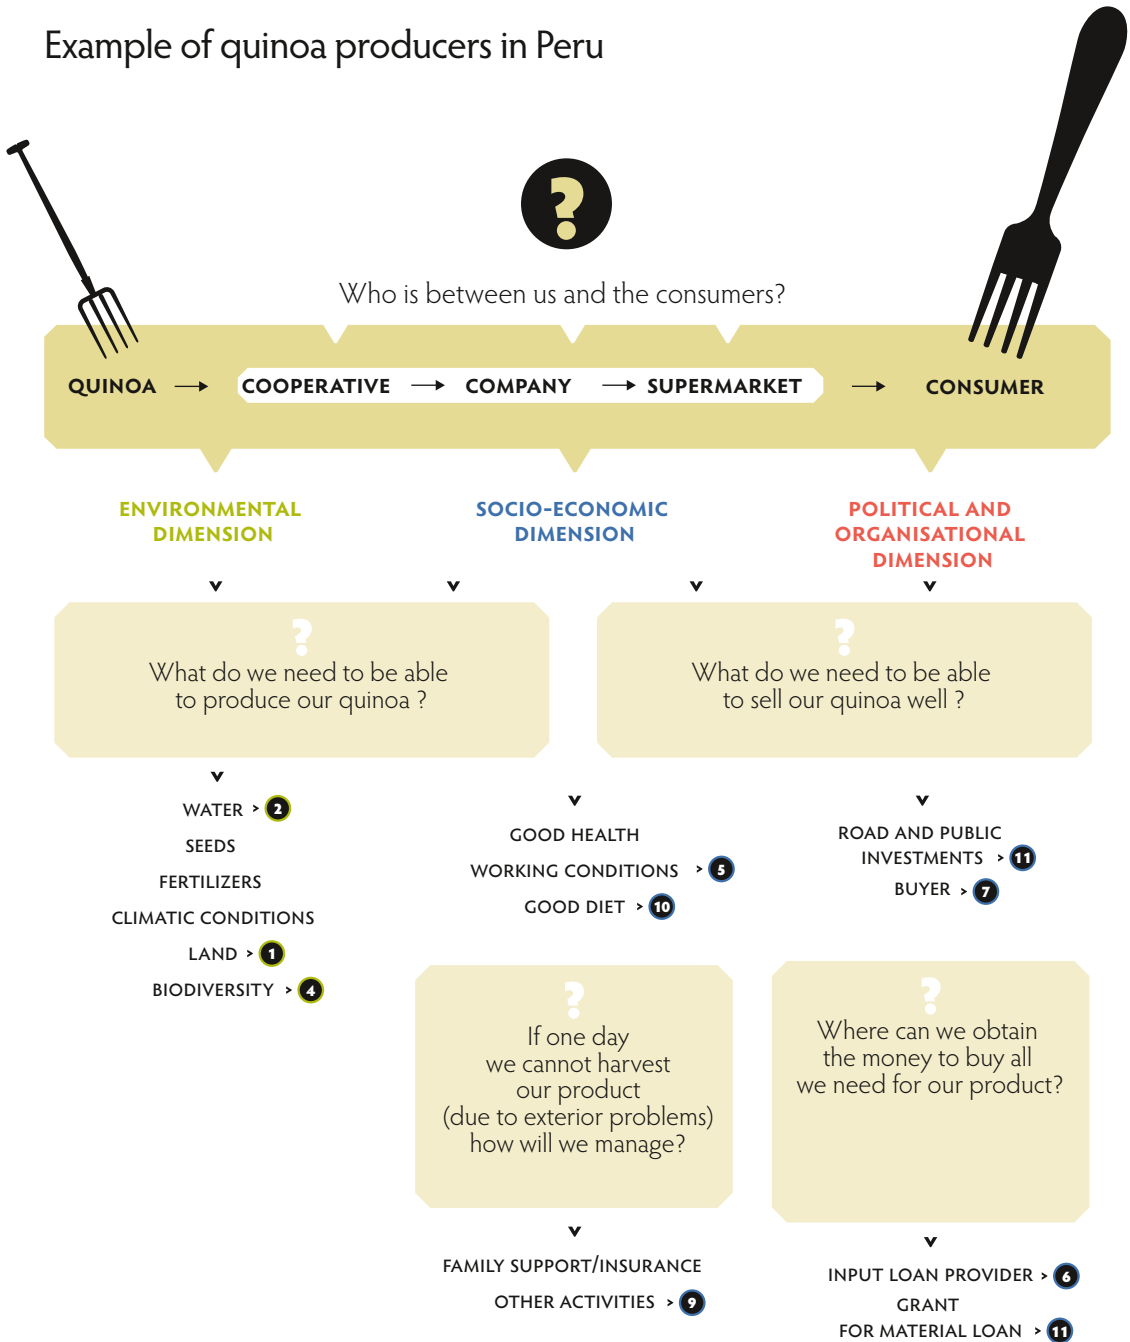 Example of quinoa producers in Peru
?
Who is between us and the consumers?
QUINOA → COOPERATIVE → COMPANY → SUPERMARKET → CONSUMER
ENVIRONMENTAL
DIMENSION
SOCIO-ECONOMIC
DIMENSION
POLITICAL AND
ORGANISATIONAL
DIMENSION
?
What do we need to be able
to produce our quinoa ?
?
What do we need to be able
to sell our quinoa well ?
WATER > 2
SEEDS
FERTILIZERS
CLIMATIC CONDITIONS
LAND > 1
BIODIVERSITY > 4
GOOD HEALTH
WORKING CONDITIONS > 5
GOOD DIET > 10
ROAD AND PUBLIC
INVESTMENTS > 11
BUYER > 7
?
If one day
we cannot harvest
our product
(due to exterior problems)
how will we manage?
?
Where can we obtain
the money to buy all
we need for our product?
FAMILY SUPPORT/INSURANCE
OTHER ACTIVITIES > 9
INPUT LOAN PROVIDER > 6
GRANT
FOR MATERIAL LOAN > 11